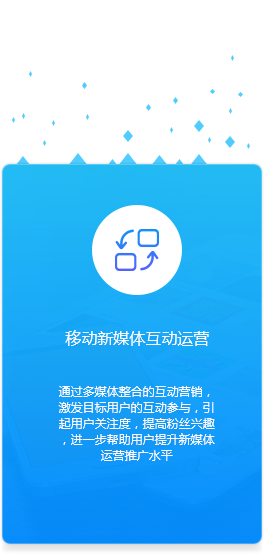 移动新媒体互动运营
通过多媒体整合的互动营销，
激发目标用户的互动参与，引
起用户关注度，提高粉丝兴趣
，进一步帮助用户提升新媒体
运营推广水平